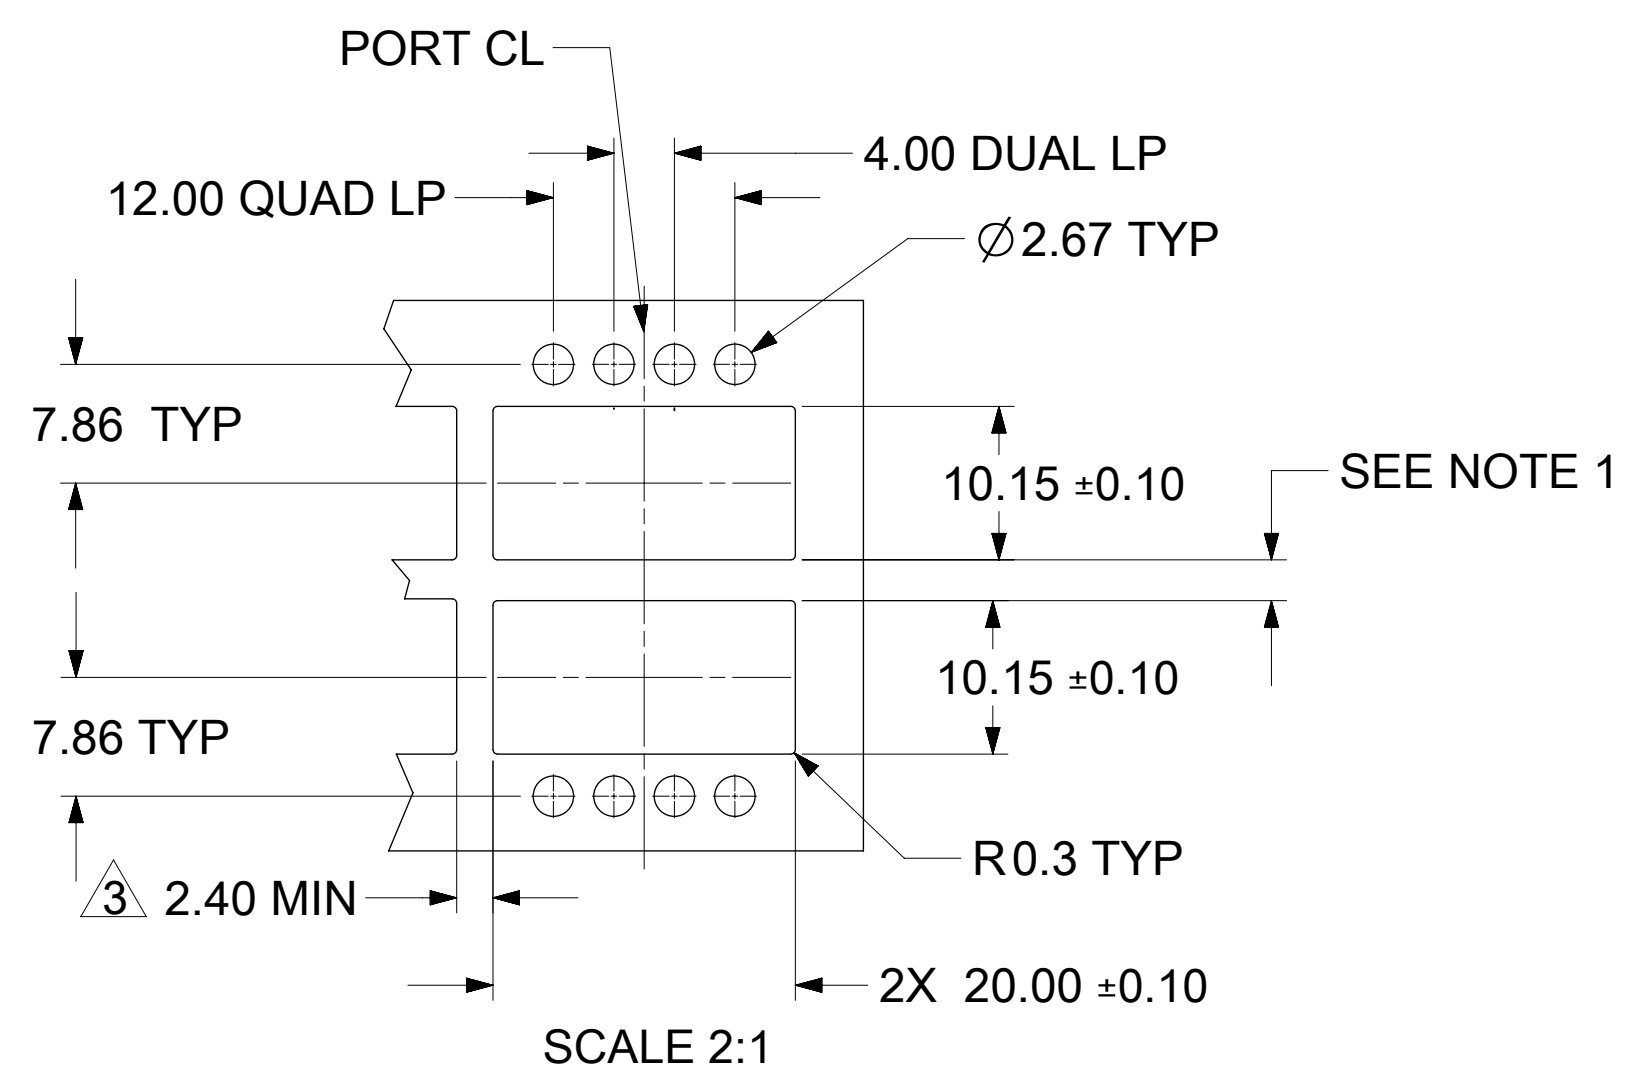 PORT CL
4.00 DUAL LP
12.00 QUAD LP
∅2.67 TYP
7.86 TYP
10.15 ±0.10
SEE NOTE 1
10.15 ±0.10
7.86 TYP
R0.3 TYP
3 2.40 MIN
2X 20.00 ±0.10
SCALE 2:1